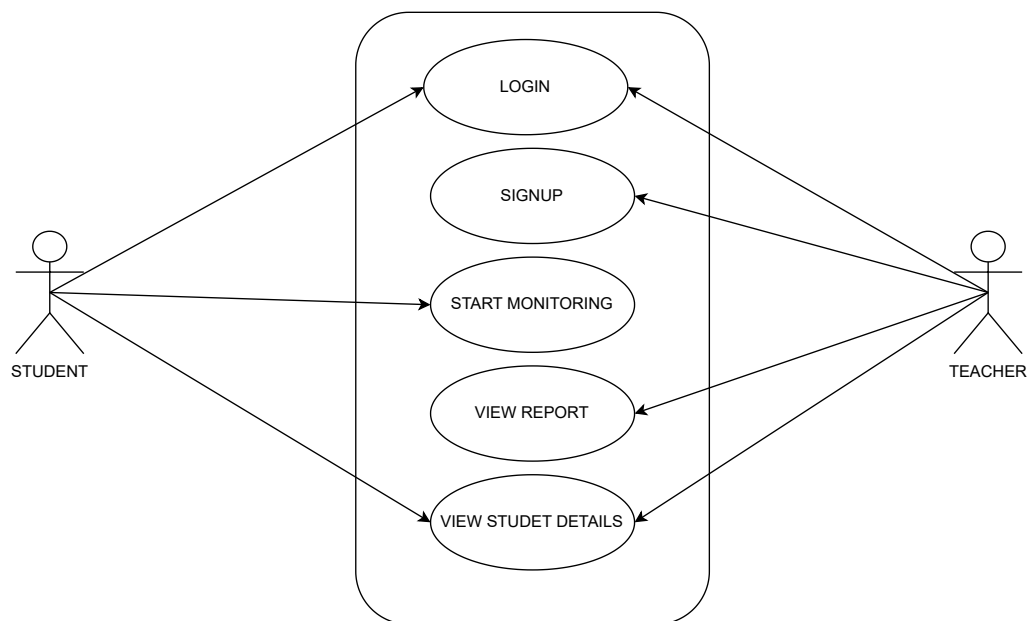 LOGIN
SIGNUP
START MONITORING
STUDENT
TEACHER
VIEW REPORT
VIEW STUDET DETAILS